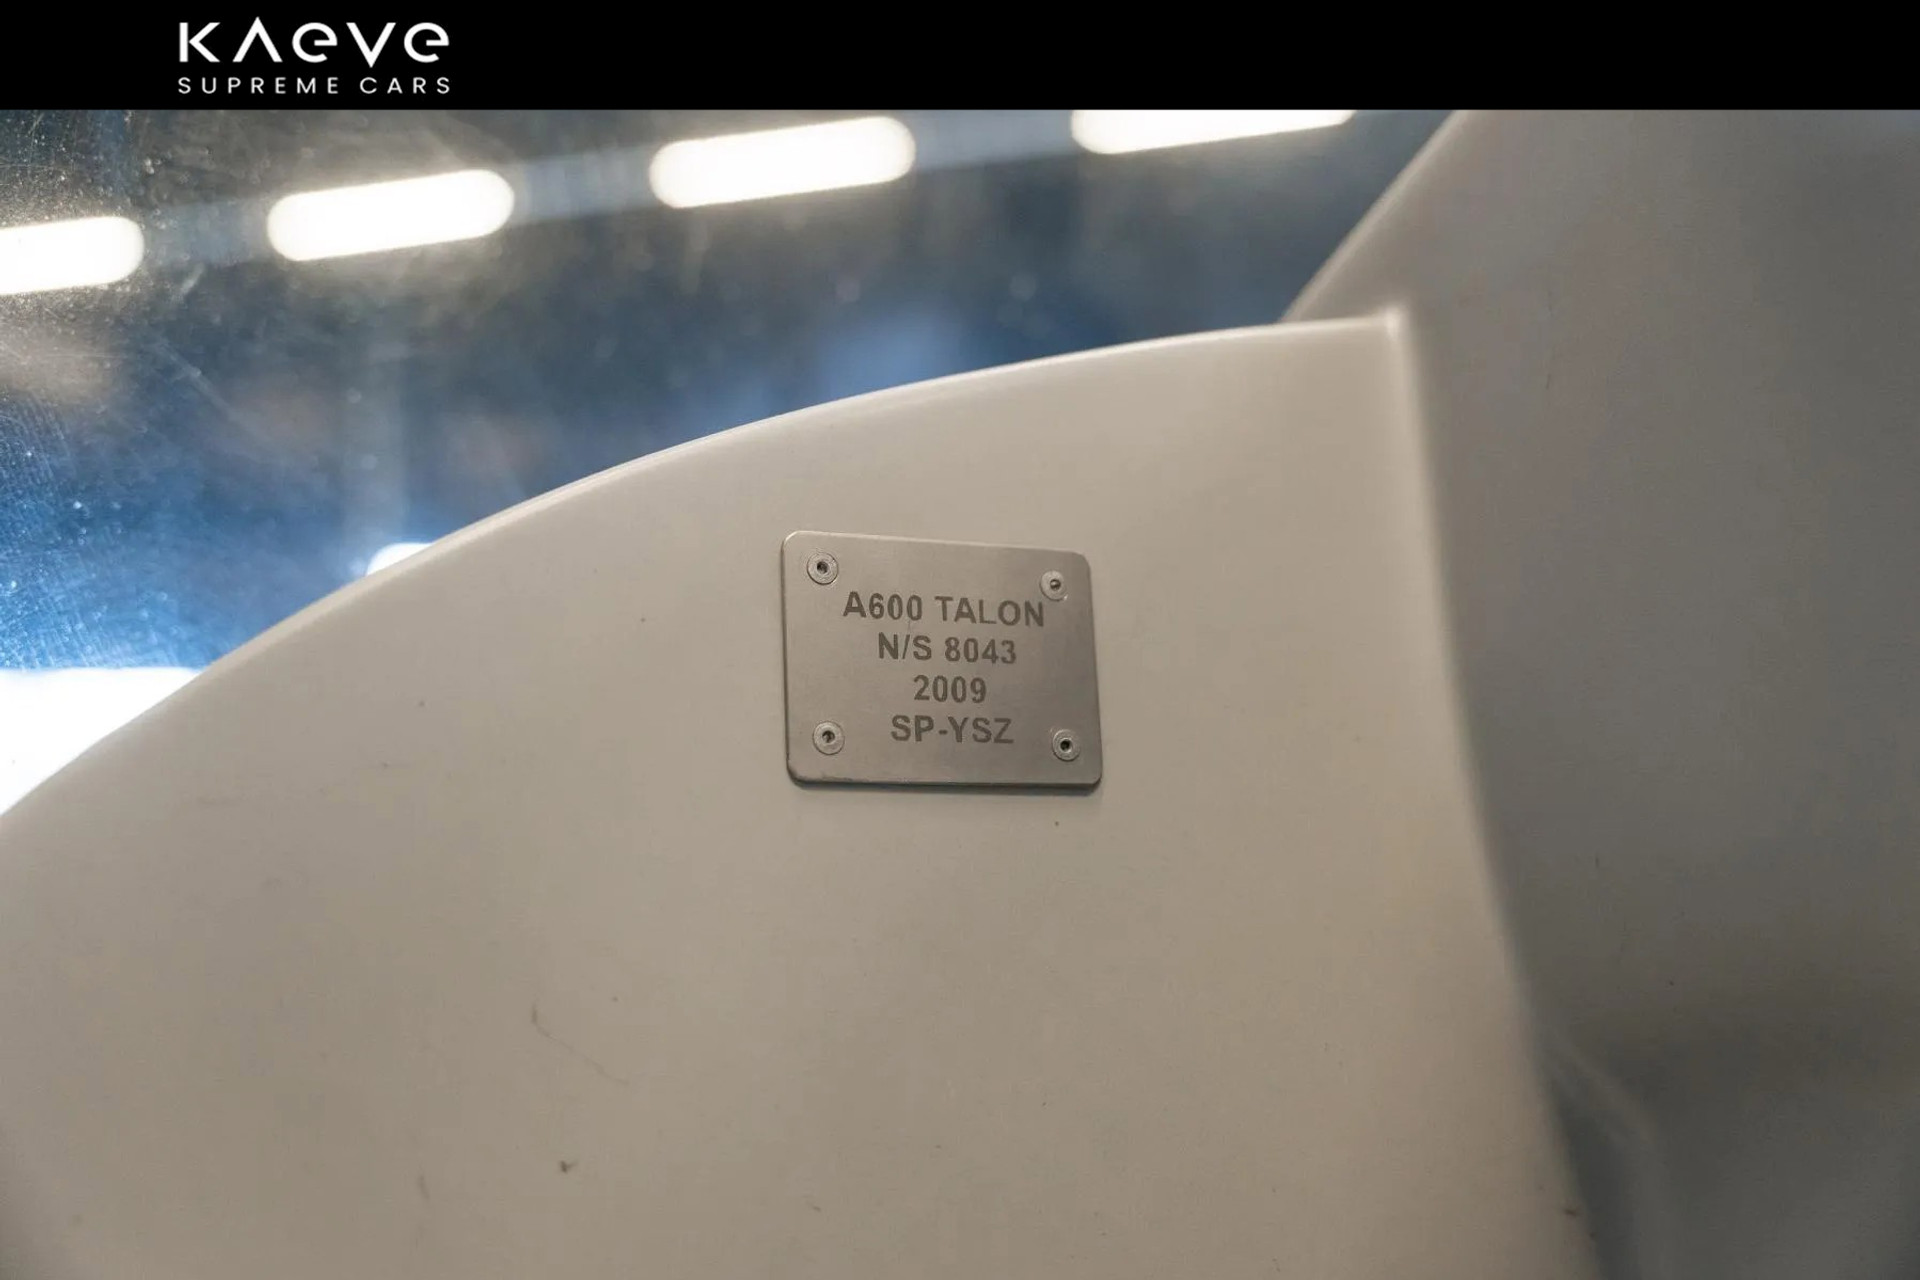 KAEVE
SUPREME CARS
A600 TALON
N/S 8043
2009
SP-YSZ